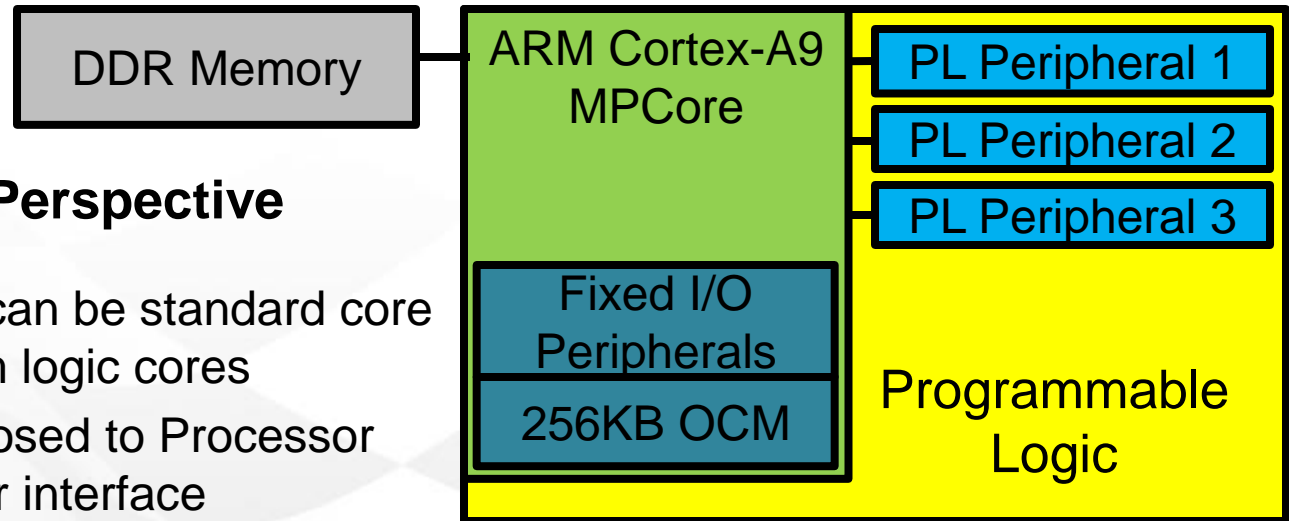 DDR Memory
ARM Cortex-A9
MPCore
PL Peripheral 1
PL Peripheral 2
PL Peripheral 3
Perspective
can be standard core
logic cores
to Processor
interface
Fixed I/O
Peripherals
256KB OCM
Programmable
Logic